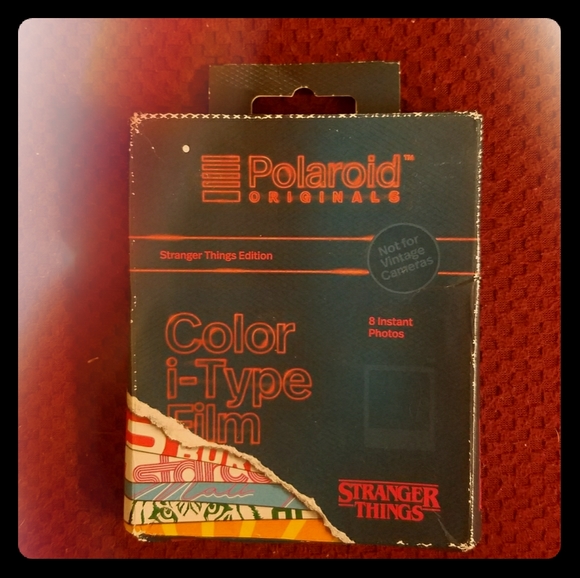 Polaroid™
ORIGINALS
Stranger Things Edition
Not for
Vintage
Cameras
8 Instant
Photos
Color
i-Type
Film
STRANGER
THINGS